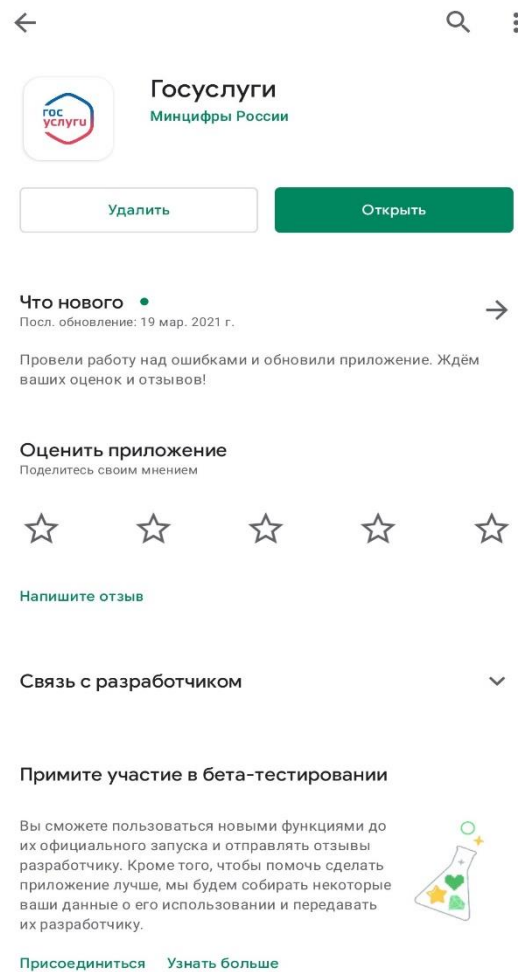 Госуслуги
гос
услуги
Минцифры России
Удалить
Открыть
Что нового
Посл. обновление: 19 мар. 2021 г.
Провели работу над ошибками и обновили приложение. Ждём
ваших оценок и отзывов!
Оценить приложение
Поделитесь своим мнением
Напишите отзыв
Связь с разработчиком
Примите участие в бета-тестировании
Вы сможете пользоваться новыми функциями до
их официального запуска и отправлять отзывы
разработчику. Кроме того, чтобы помочь сделать
приложение лучше, мы будем собирать некоторые
ваши данные о его использовании и передавать
их разработчику.
Присоединиться
Узнать больше